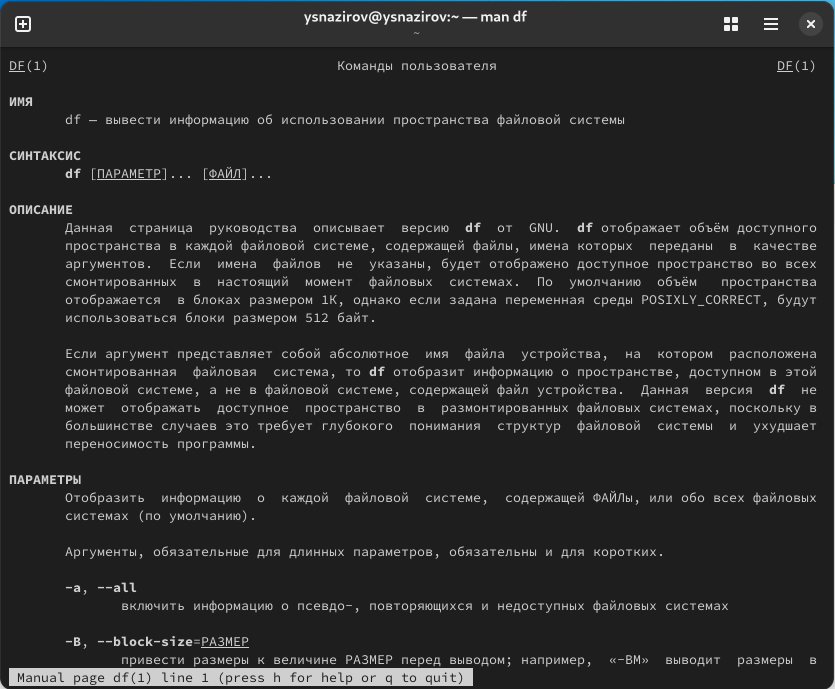 ysnazirov@ysnazirov:~ — man df
~
DF(1) Команды пользователя DF(1)
ИМЯ
df — вывести информацию об использовании пространства файловой системы
СИНТАКСИС
df [ПАРАМЕТР]... [ФАЙЛ]...
ОПИСАНИЕ
Данная страница руководства описывает версию df от GNU. df отображает объём доступного
пространства в каждой файловой системе, содержащей файлы, имена которых переданы в качестве
аргументов. Если имена файлов не указаны, будет отображено доступное пространство во всех
смонтированных в настоящий момент файловых системах. По умолчанию объём пространства
отображается в блоках размером 1K, однако если задана переменная среды POSIXLY_CORRECT, будут
использоваться блоки размером 512 байт.
Если аргумент представляет собой абсолютное имя файла устройства, на котором расположена
смонтированная файловая система, то df отобразит информацию о пространстве, доступном в этой
файловой системе, а не в файловой системе, содержащей файл устройства. Данная версия df не
может отображать доступное пространство в размонтированных файловых системах, поскольку в
большинстве случаев это требует глубокого понимания структур файловой системы и ухудшает
переносимость программы.
ПАРАМЕТРЫ
Отобразить информацию о каждой файловой системе, содержащей ФАЙЛы, или обо всех файловых
системах (по умолчанию).
Аргументы, обязательные для длинных параметров, обязательны и для коротких.
-a, --all
включить информацию о псевдо-, повторяющихся и недоступных файловых системах
-B, --block-size=РАЗМЕР
привести размеры к величине РАЗМЕР перед выводом; например, «-BM» выводит размеры в
Manual page df(1) line 1 (press h for help or q to quit)